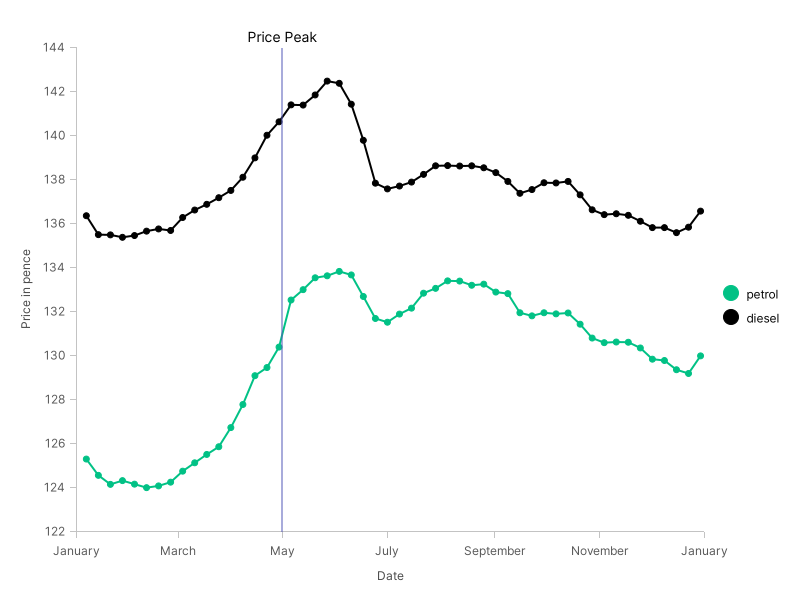 Price Peak
144
142
140
138
136
134
132
130
128
126
124
122
Price in pence
January March May July September November January
Date
petrol
diesel